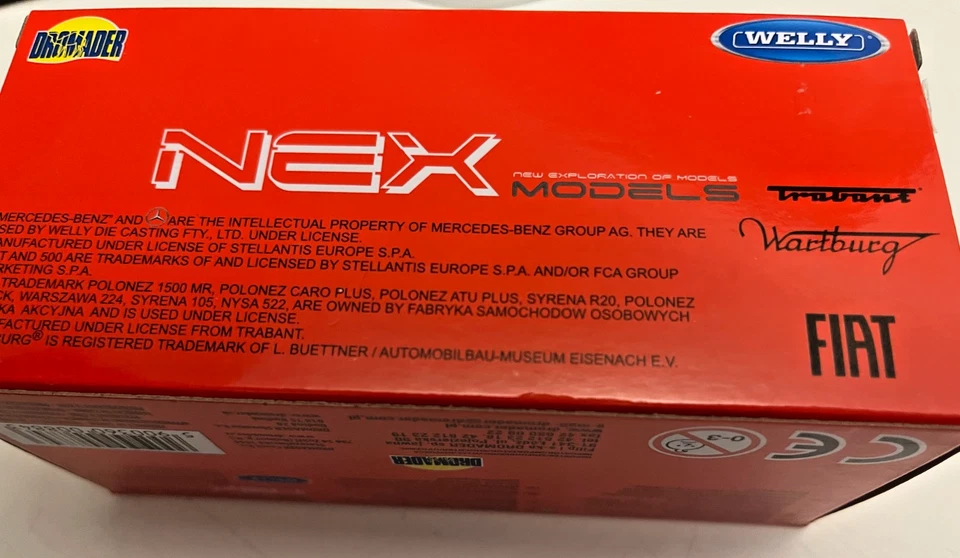 DROMADER
WELLY
NEX
NEW EXPLORATION OF MODELS
MODELS
Trabant
Wartburg
FIAT
MERCEDES-BENZ™ AND ARE THE INTELLECTUAL PROPERTY OF MERCEDES-BENZ GROUP AG. THEY ARE
SED BY WELLY DIE CASTING FTY., LTD. UNDER LICENSE.
ANUFACTURED UNDER LICENSE OF STELLANTIS EUROPE S.P.A.
T AND 500 ARE TRADEMARKS OF AND LICENSED BY STELLANTIS EUROPE S.P.A. AND/OR FCA GROUP
RKETING S.P.A.
TRADEMARK POLONEZ 1500 MR, POLONEZ CARO PLUS, POLONEZ ATU PLUS, SYRENA R20, POLONEZ
CK, WARSZAWA 224, SYRENA 105, NYSA 522, ARE OWNED BY FABRYKA SAMOCHODOW OSOBOWYCH
KA AKCYJNA AND IS USED UNDER LICENSE.
FACTURED UNDER LICENSE FROM TRABANT.
BURG® IS REGISTERED TRADEMARK OF L. BUETTNER / AUTOMOBILBAU-MUSEUM EISENACH E.V.
0-3
CE
DROMADER
WELLY